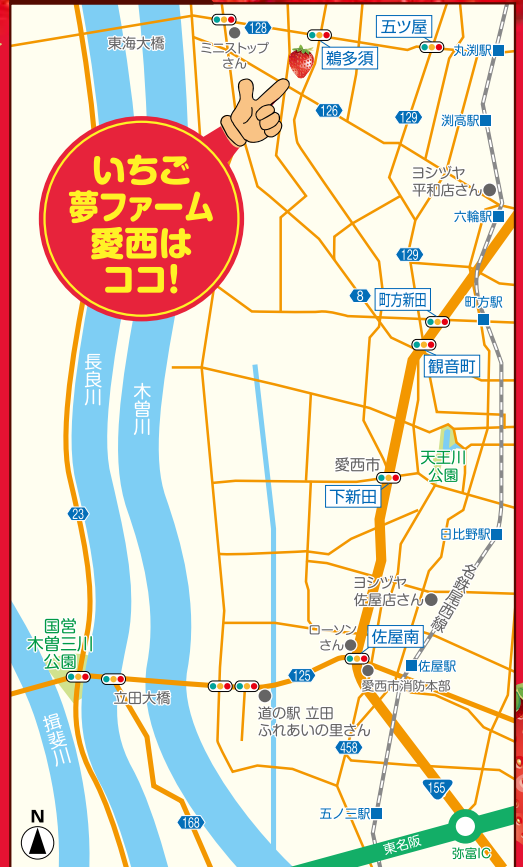 五ツ屋
128
東海大橋
ミニストップ
さん
鵜多須
丸渕駅
126
129
渕高駅
ヨシヅヤ
平和店さん
六輪駅
いちご
夢ファーム
愛西は
ココ!
129
8
町方新田
町方駅
観音町
長良川
木曽川
愛西市
天王川
公園
下新田
23
日比野駅
名鉄尾西線
ヨシヅヤ
佐屋店さん
国営
木曽三川
公園
ローソン
さん
佐屋南
佐屋駅
125
愛西市消防本部
立田大橋
道の駅 立田
ふれあいの里さん
揖斐川
458
155
168
五ノ三駅
N
東名阪
弥富IC